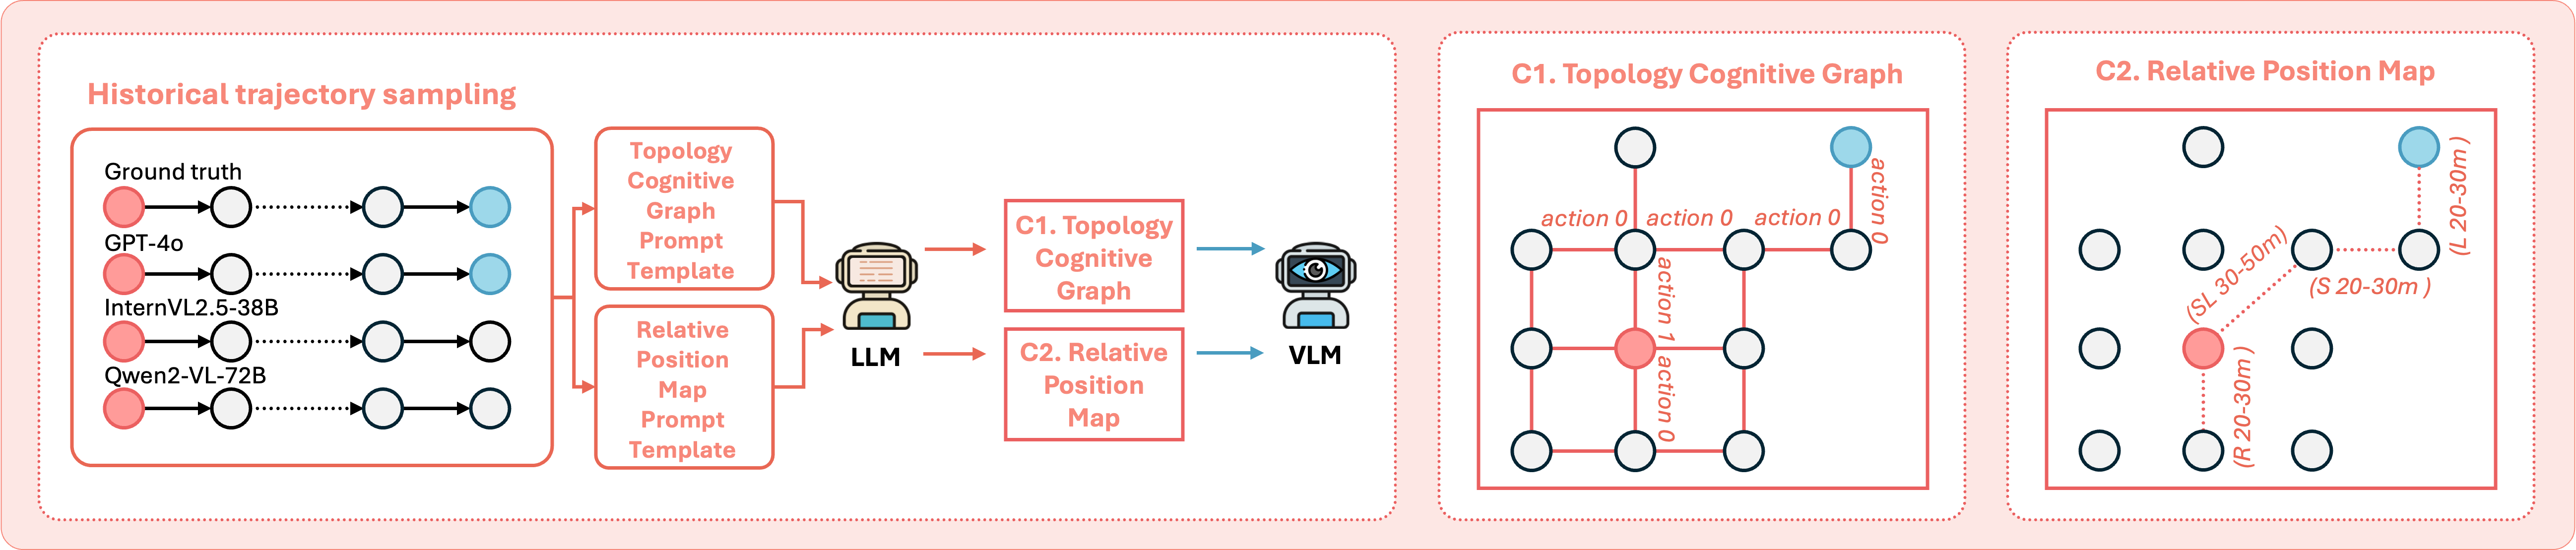 Historical trajectory sampling
Ground truth
GPT-4o
InternVL2.5-38B
Qwen2-VL-72B
Topology
Cognitive
Graph
Prompt
Template
Relative
Position
Map
Prompt
Template
LLM
C1. Topology
Cognitive
Graph
C2. Relative
Position
Map
VLM
C1. Topology Cognitive Graph
action 0
action 0
action 0
action 0
action 1
action 0
C2. Relative Position Map
(L 20-30m )
(SL 30-50m)
(S 20-30m )
(R 20-30m )